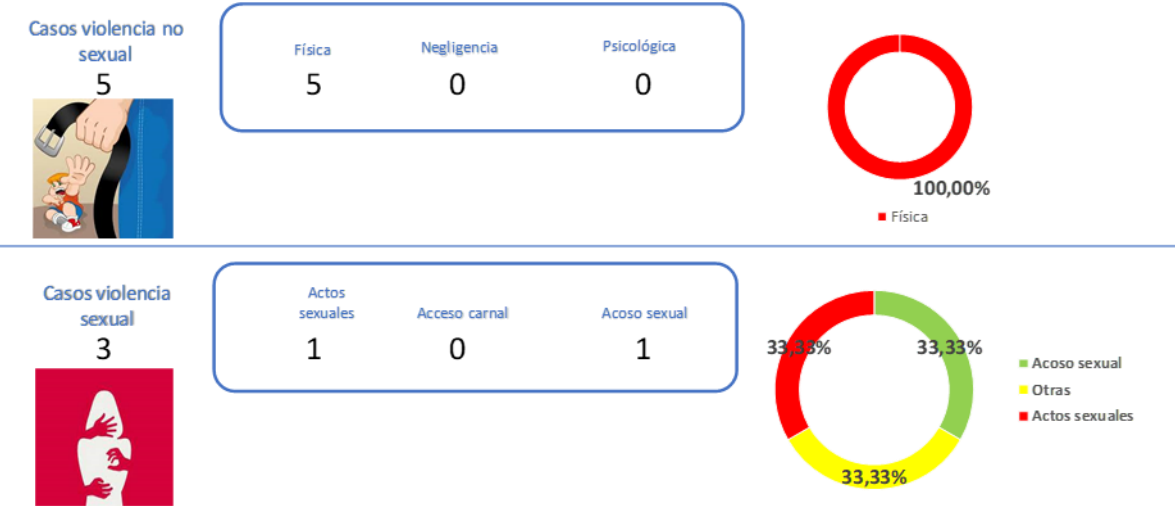 Casos violencia no
sexual
5
Física
Negligencia
Psicológica
5
0
0
100,00%
Física
Casos violencia
sexual
3
Actos
sexuales
Acceso carnal
Acoso sexual
1
0
1
33,33%
33,33%
33,33%
Acoso sexual
Otras
Actos sexuales